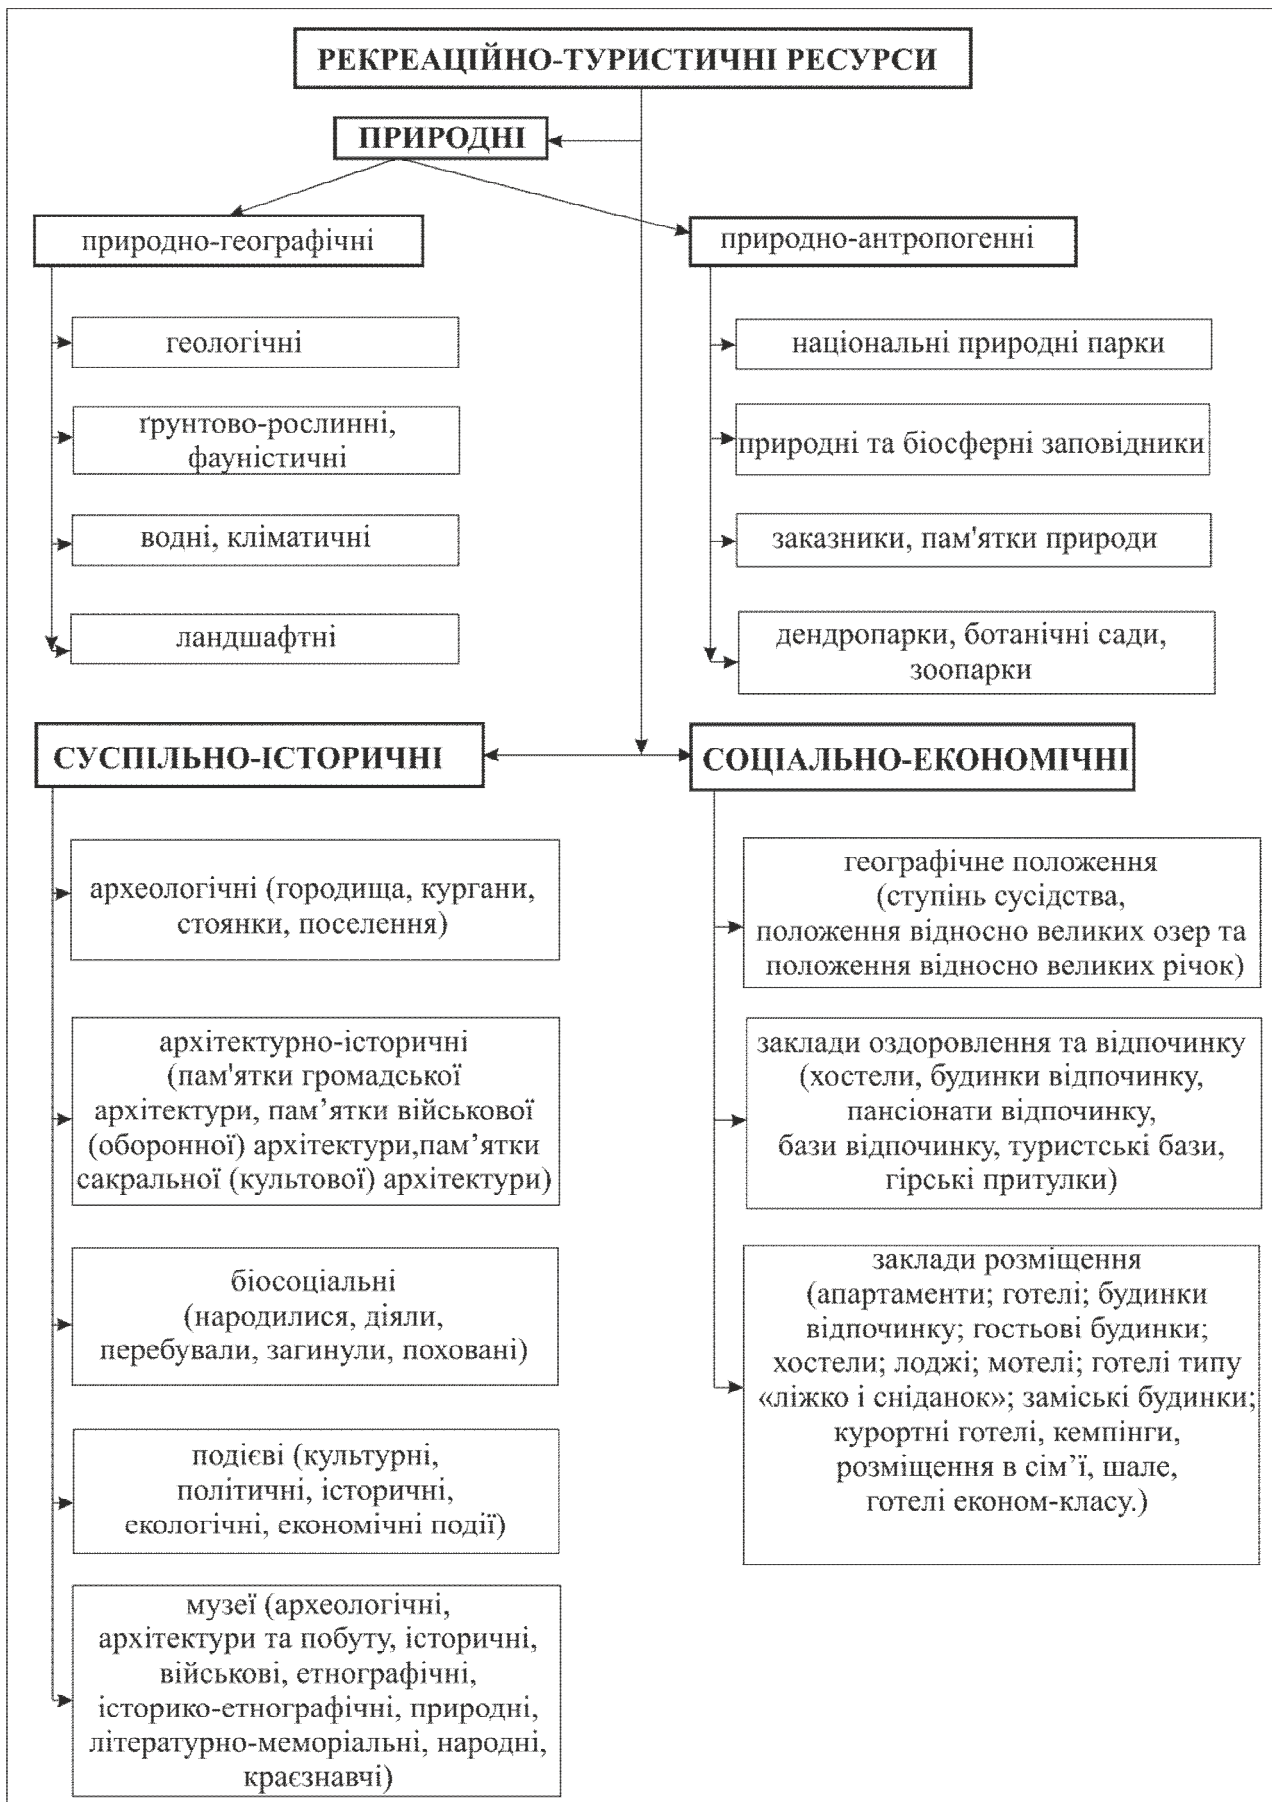 РЕКРЕАЦІЙНО-ТУРИСТИЧНІ РЕСУРСИ
ПРИРОДНІ
природно-географічні
природно-антропогенні
геологічні
ґрунтово-рослинні,
фауністичні
водні, кліматичні
ландшафтні
національні природні парки
природні та біосферні заповідники
заказники, пам'ятки природи
дендропарки, ботанічні сади,
зоопарки
СУСПІЛЬНО-ІСТОРИЧНІ
СОЦІАЛЬНО-ЕКОНОМІЧНІ
археологічні (городища, кургани,
стоянки, поселення)
архітектурно-історичні
(пам'ятки громадської
архітектури, пам’ятки військової
(оборонної) архітектури,пам’ятки
сакральної (культової) архітектури)
біосоціальні
(народилися, діяли,
перебували, загинули, поховані)
подієві (культурні,
політичні, історичні,
екологічні, економічні події)
музеї (археологічні,
архітектури та побуту, історичні,
військові, етнографічні,
історико-етнографічні, природні,
літературно-меморіальні, народні,
краєзнавчі)
географічне положення
(ступінь сусідства,
положення відносно великих озер та
положення відносно великих річок)
заклади оздоровлення та відпочинку
(хостели, будинки відпочинку,
пансіонати відпочинку,
бази відпочинку, туристські бази,
гірські притулки)
заклади розміщення
(апартаменти; готелі; будинки
відпочинку; гостьові будинки;
хостели; лоджі; мотелі; готелі типу
«ліжко і сніданок»; заміські будинки;
курортні готелі, кемпінги,
розміщення в сім’ї, шале,
готелі економ-класу.)